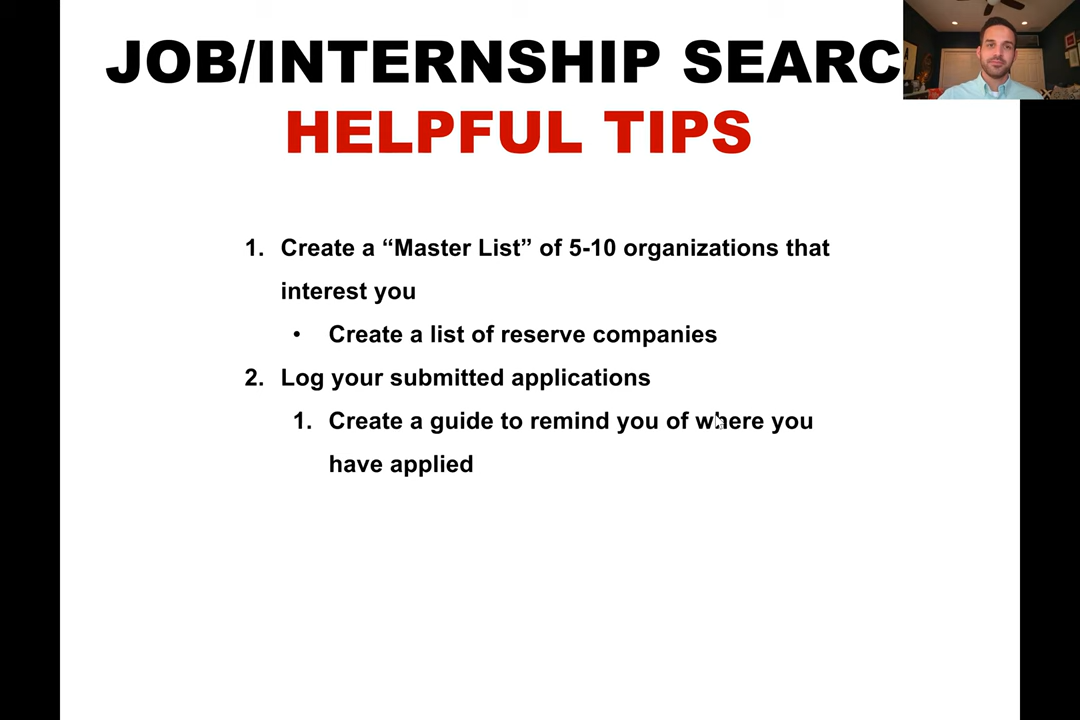 JOB/INTERNSHIP SEARC
HELPFUL TIPS
1. Create a “Master List” of 5-10 organizations that
interest you
• Create a list of reserve companies
2. Log your submitted applications
1. Create a guide to remind you of where you
have applied